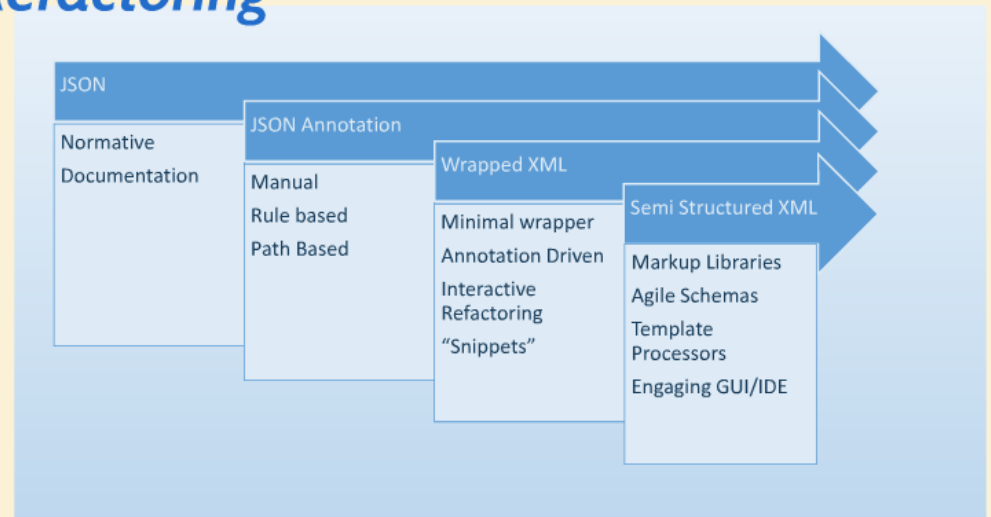 Refactoring
JSON
Normative
Documentation
JSON Annotation
Manual
Rule based
Path Based
Wrapped XML
Minimal wrapper
Annotation Driven
Interactive
Refactoring
“Snippets”
Semi Structured XML
Markup Libraries
Agile Schemas
Template
Processors
Engaging GUI/IDE